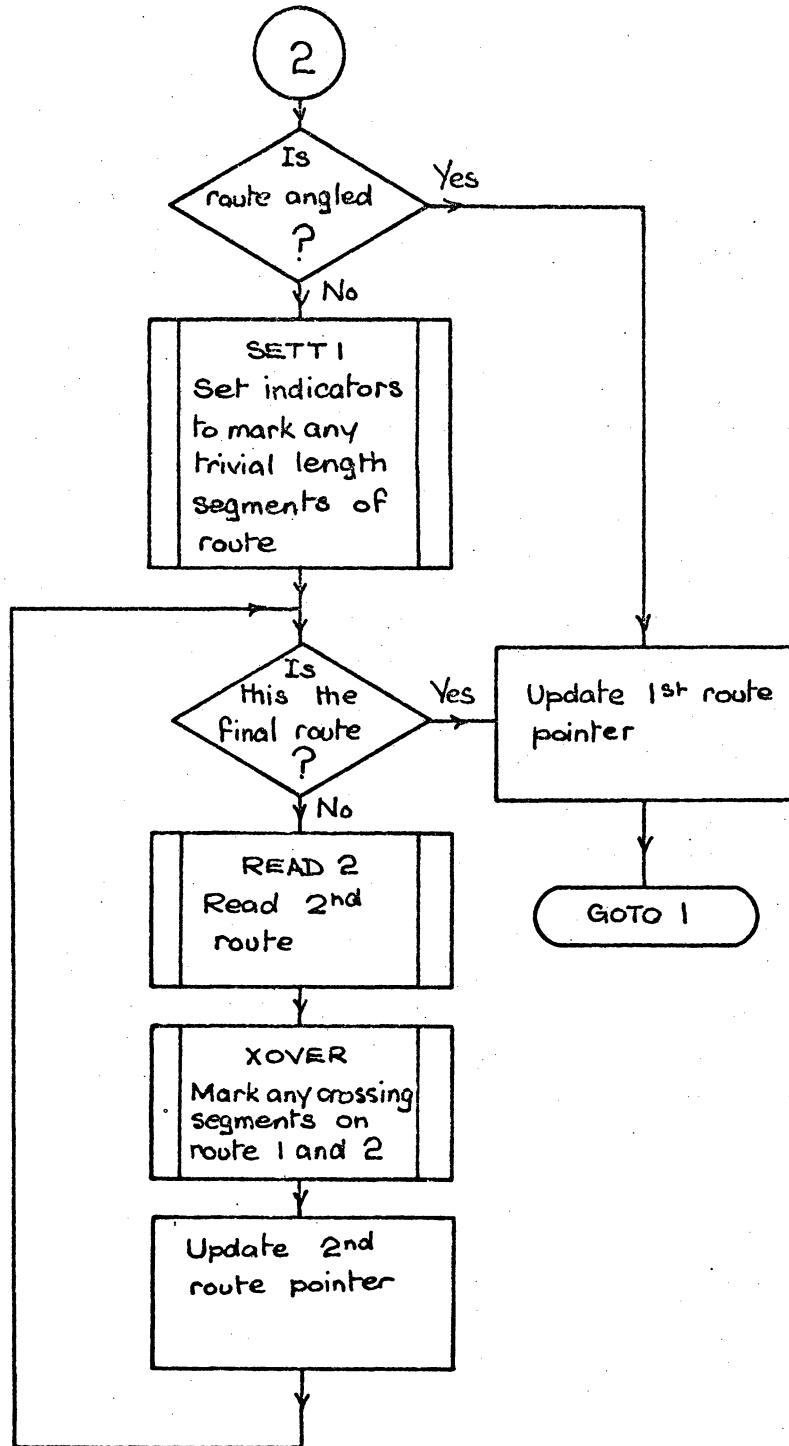 2
Is
route angled
?
Yes
No
SETT 1
Set indicators
to mark any
trivial length
segments of
route
Is
this the
final route
?
Yes
No
Update 1st route
pointer
GOTO 1
READ 2
Read 2nd
route
XOVER
Mark any crossing
segments on
route 1 and 2
Update 2nd
route pointer